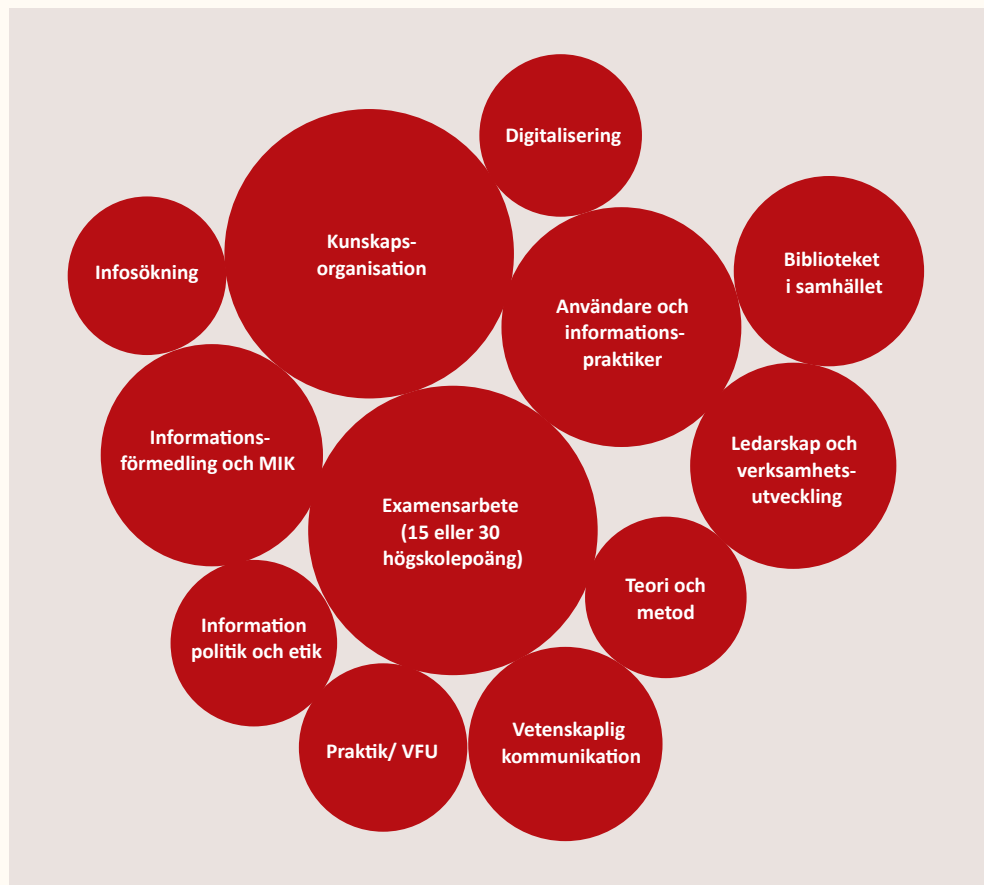 Digitalisering
Kunskaps-
organisation
Infosökning
Biblioteket
i samhället
Användare och
informations-
praktiker
Informations-
förmedling och MIK
Ledarskap och
verksamhets-
utveckling
Examensarbete
(15 eller 30
högskolepoäng)
Teori och
metod
Information
politik och etik
Praktik/ VFU
Vetenskaplig
kommunikation